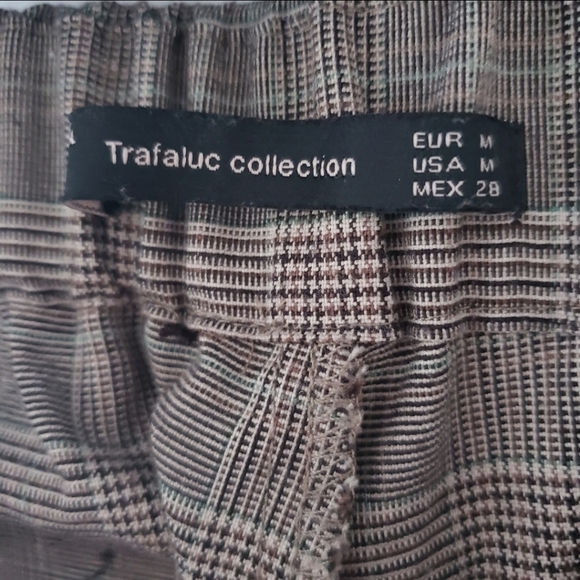 Trafaluc collection
EUR M
USA M
MEX 28